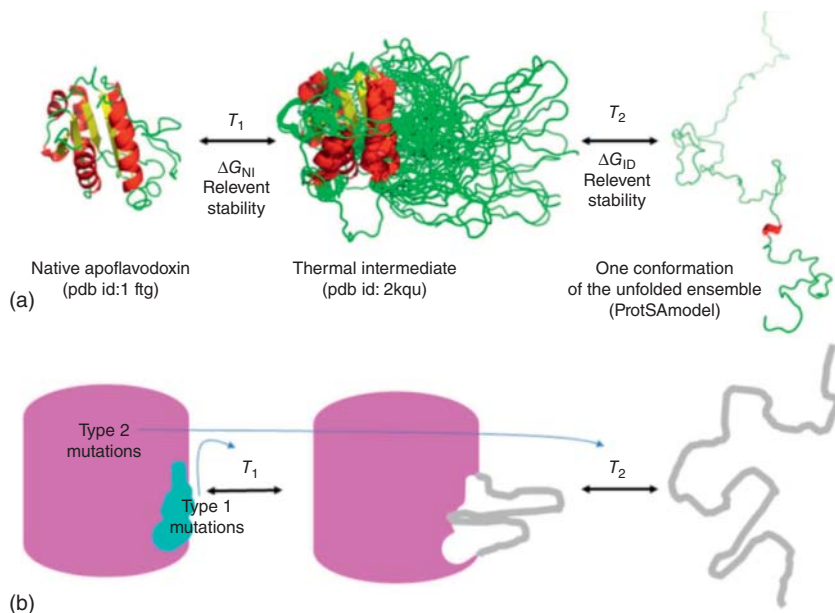 T1
ΔGNI
Relevent
stability
T2
ΔGID
Relevent
stability
Native apoflavodoxin
(pdb id:1 ftg)
Thermal intermediate
(pdb id: 2kqu)
One conformation
of the unfolded ensemble
(ProtSAmodel)
(a)
Type 2
mutations
Type 1
mutations
T1
T2
(b)